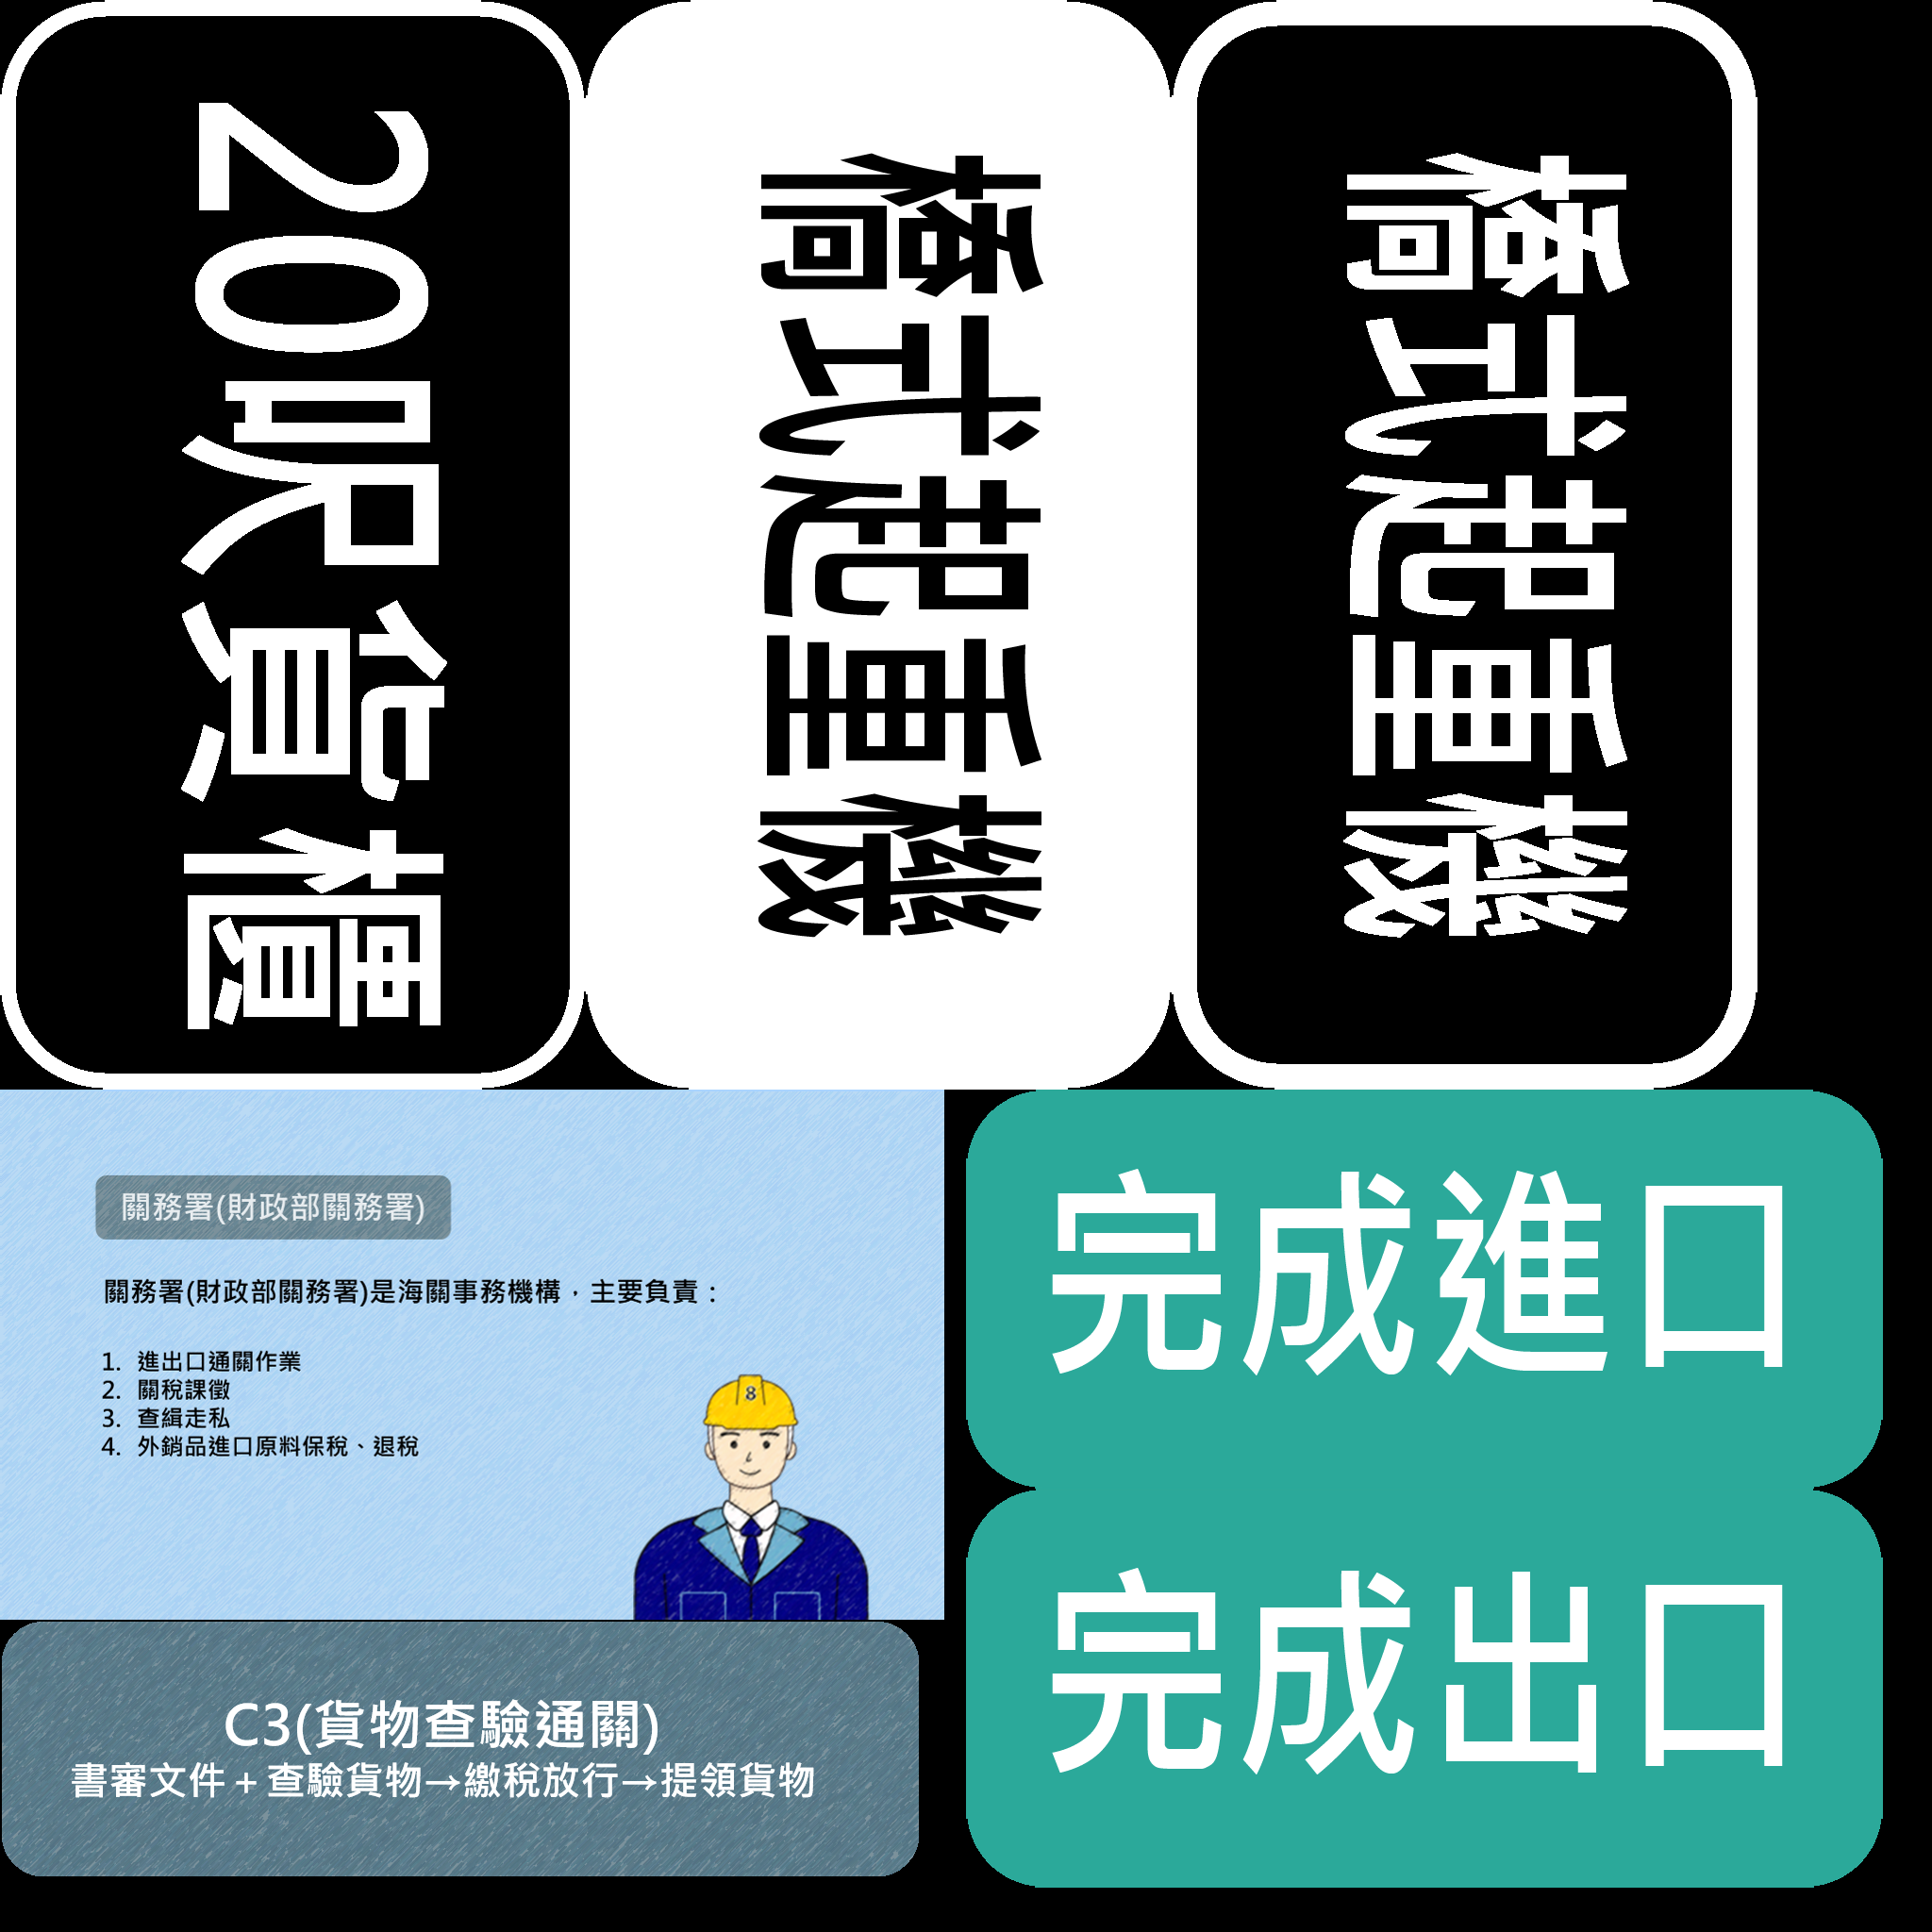 20呎貨櫃
橋式起重機
橋式起重機
關務署(財政部關務署)
關務署(財政部關務署)是海關事務機構，主要負責：
1. 進出口通關作業
2. 關稅課徵
3. 查緝走私
4. 外銷品進口原料保稅、退稅
8
C3(貨物查驗通關)
書審文件+查驗貨物→繳稅放行→提領貨物
完成進口
完成出口